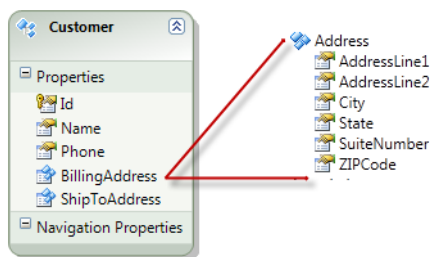 Customer
Properties
Id
Name
Phone
BillingAddress
ShipToAddress
Navigation Properties
Address
AddressLine1
AddressLine2
City
State
SuiteNumber
ZIPCode